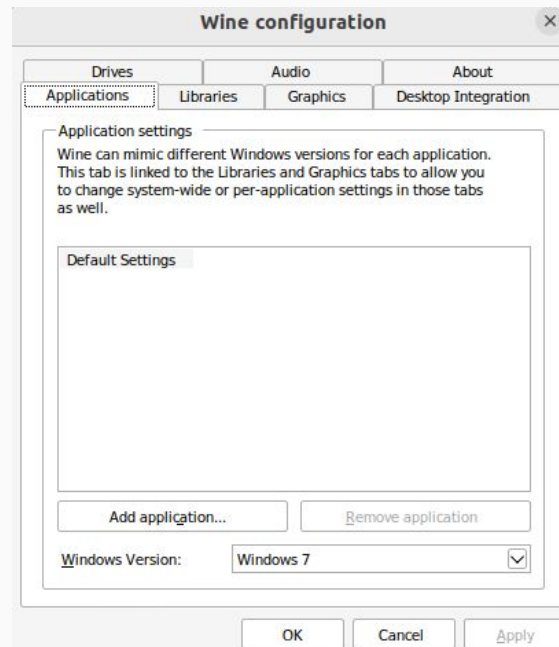 Wine configuration
Drives Audio About
Applications Libraries Graphics Desktop Integration
Application settings
Wine can mimic different Windows versions for each application.
This tab is linked to the Libraries and Graphics tabs to allow you
to change system-wide or per-application settings in those tabs
as well.
Default Settings
Add application... Remove application
Windows Version: Windows 7
OK Cancel Apply